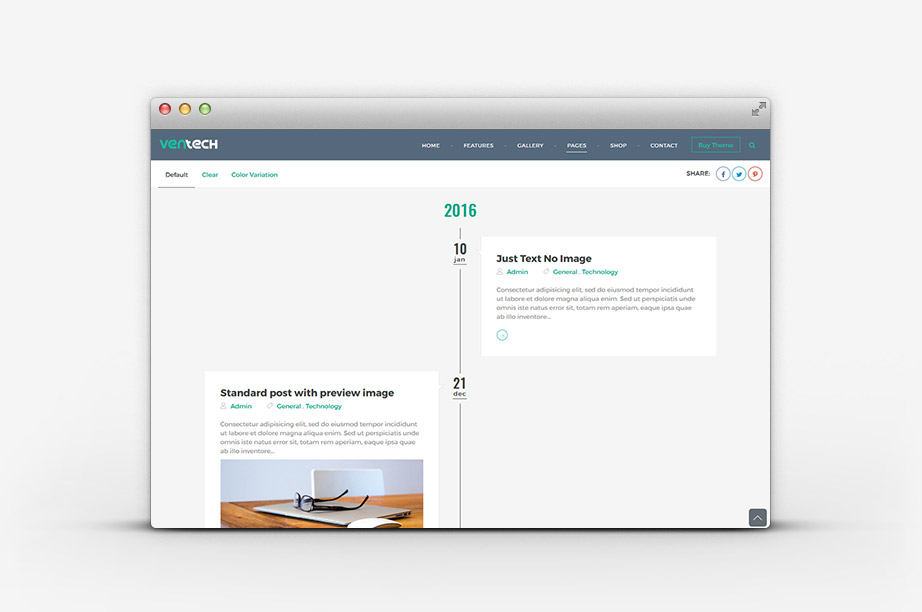 ventech
HOME FEATURES GALLERY PAGES SHOP CONTACT Buy Theme
Default Clear Color Variation SHARE:
2016
10
jan
Just Text No Image
Admin General . Technology
Consectetur adipisicing elit, sed do eiusmod tempor incididunt
ut labore et dolore magna aliqua enim. Sed ut perspiciatis unde
omnis iste natus error sit, totam rem aperiam, eaque ipsa quae
ab illo inventore...
21
dec
Standard post with preview image
Admin General . Technology
Consectetur adipisicing elit, sed do eiusmod tempor incididunt
ut labore et dolore magna aliqua enim. Sed ut perspiciatis unde
omnis iste natus error sit, totam rem aperiam, eaque ipsa quae
ab illo inventore...